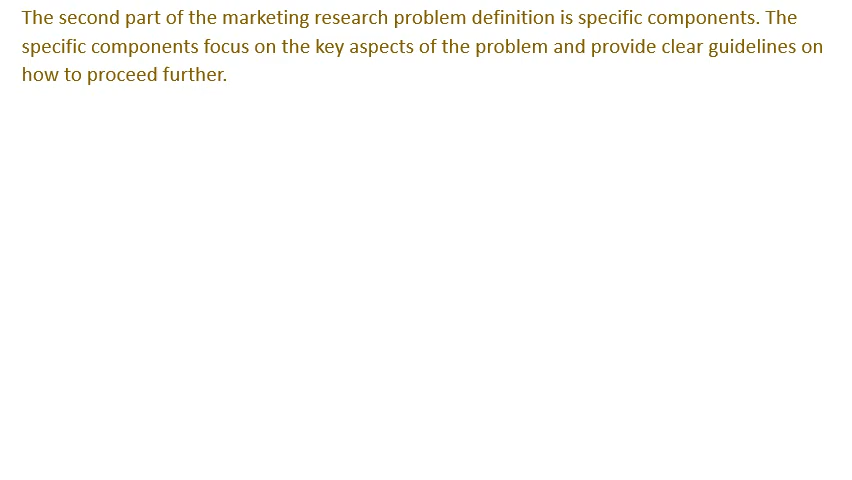 The second part of the marketing research problem definition is specific components. The
specific components focus on the key aspects of the problem and provide clear guidelines on
how to proceed further.